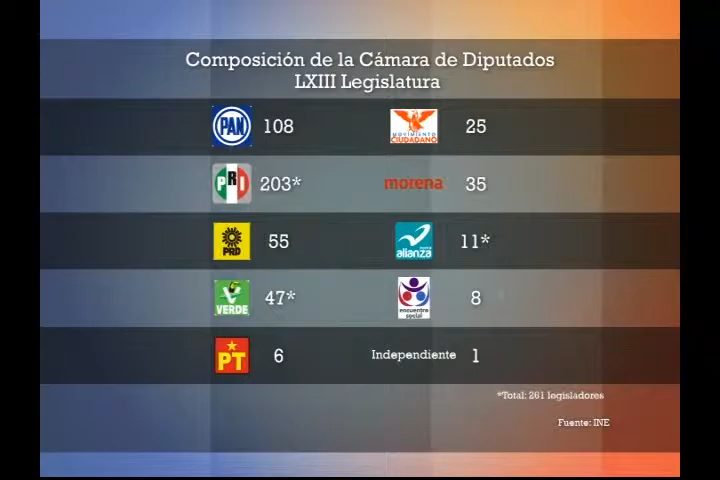 Composición de la Cámara de Diputados
LXIII Legislatura
PAN 108
MOVIMIENTO CIUDADANO 25
PRI 203*
morena 35
PRD 55
alianza 11*
VERDE 47*
encuentro social 8
PT 6
Independiente 1
*Total: 261 legisladores
Fuente: INE